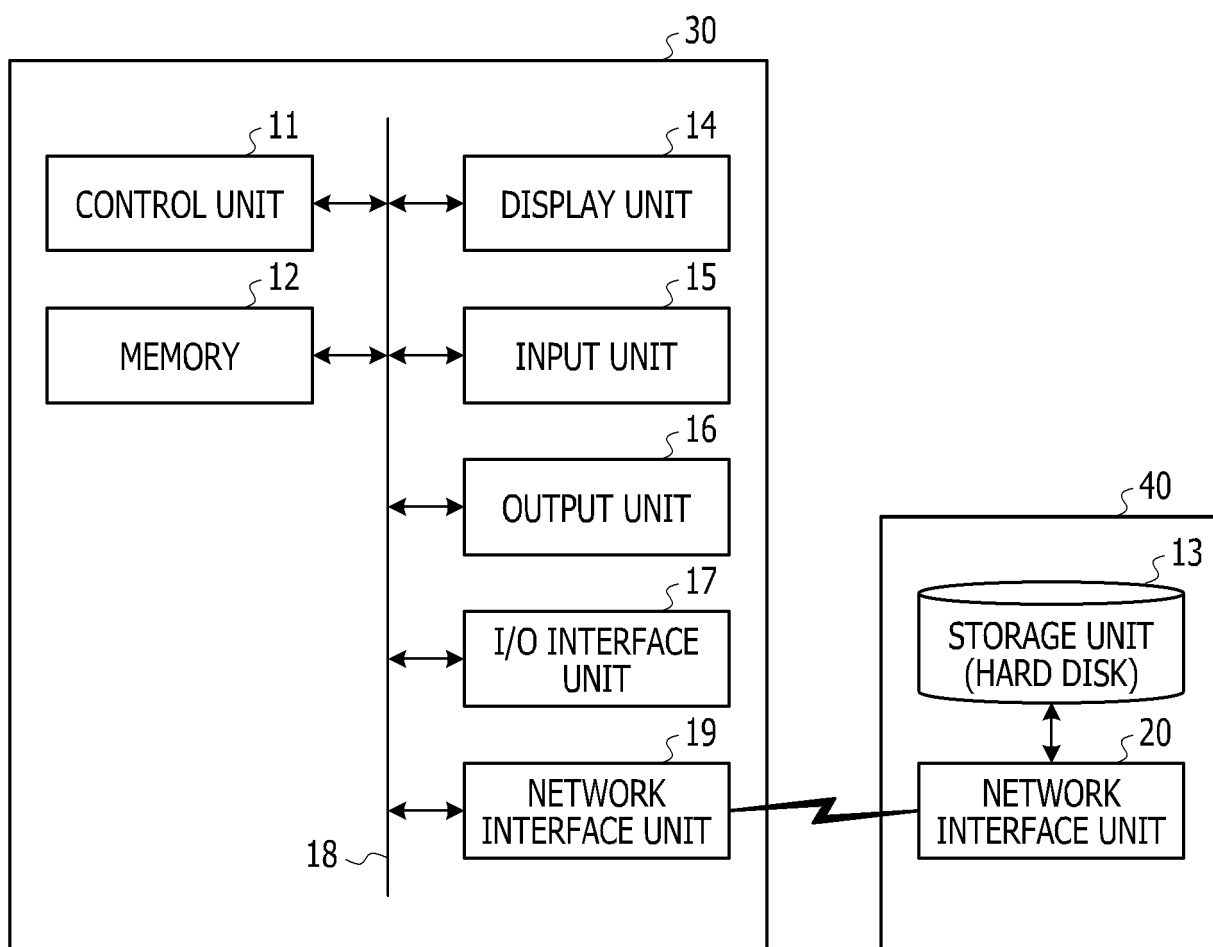 30
11
CONTROL UNIT
14
DISPLAY UNIT
12
MEMORY
15
INPUT UNIT
16
OUTPUT UNIT
17
I/O INTERFACE
UNIT
19
NETWORK
INTERFACE UNIT
18
40
13
STORAGE UNIT
(HARD DISK)
20
NETWORK
INTERFACE UNIT